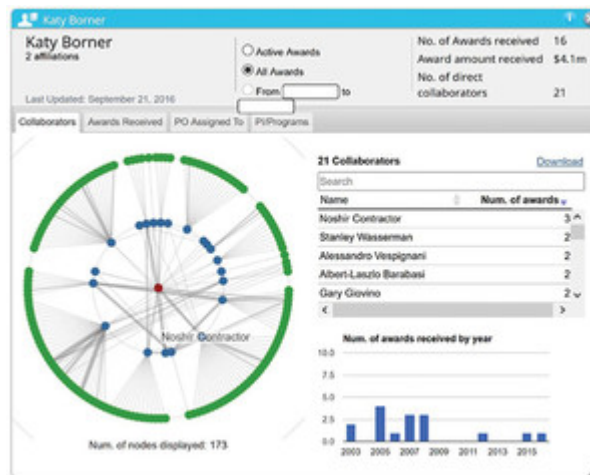 Katy Borner
Katy Borner
2 affiliations
Last Updated: September 21, 2016
Active Awards
All Awards
From to
No. of Awards received 16
Award amount received $4.1m
No. of direct
collaborators 21
Collaborators Awards Received PO Assigned To PI/Programs
Noshir Contractor
Num. of nodes displayed: 173
21 Collaborators Download
Search
Name Num. of awards
Noshir Contractor 3
Stanley Wasserman 2
Alessandro Vespignani 2
Albert-Laszlo Barabasi 2
Gary Giovino 2
Num. of awards received by year
10.0
7.5
5.0
2.5
0.0
2003 2005 2007 2009 2011 2013 2015